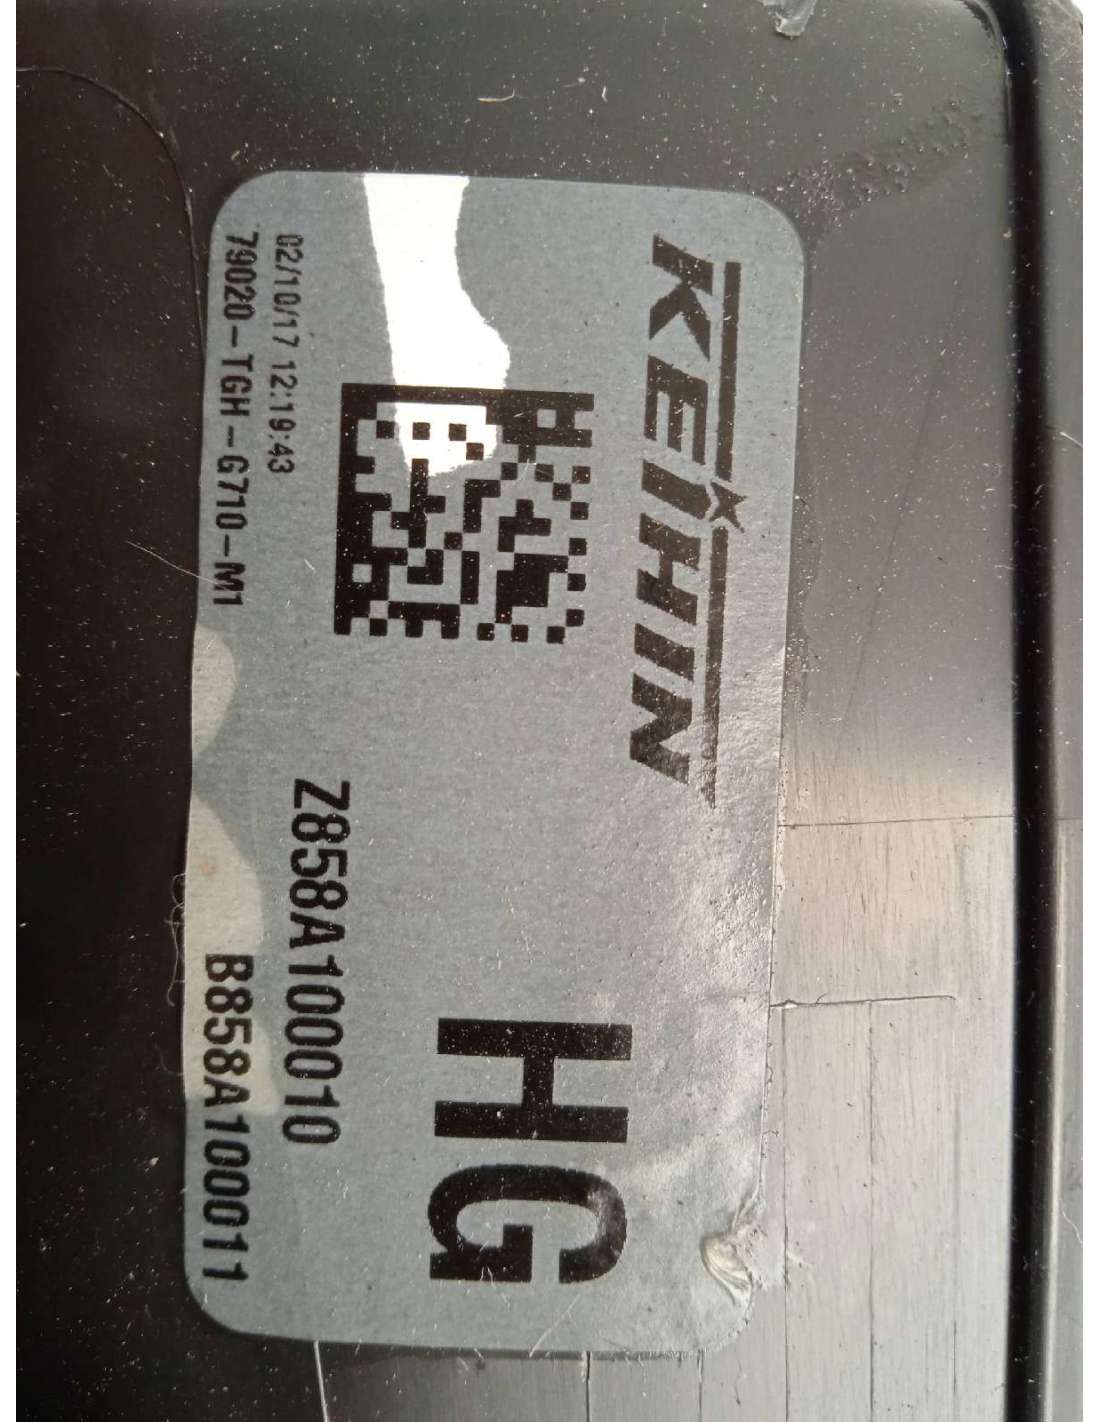 KEIHIN
HG
Z858A100010
02/10/17 12:19:43
79020-TGH-G710-M1
B858A100011